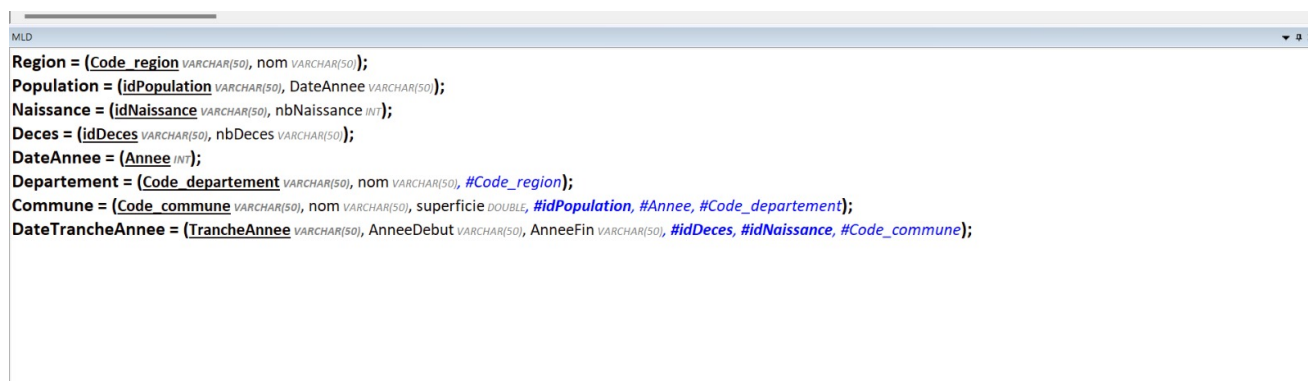 MLD
Region = (Code_region VARCHAR(50), nom VARCHAR(50));
Population = (idPopulation VARCHAR(50), DateAnnee VARCHAR(50));
Naissance = (idNaissance VARCHAR(50), nbNaissance INT);
Deces = (idDeces VARCHAR(50), nbDeces VARCHAR(50));
DateAnnee = (Annee INT);
Departement = (Code_departement VARCHAR(50), nom VARCHAR(50), #Code_region);
Commune = (Code_commune VARCHAR(50), nom VARCHAR(50), superficie DOUBLE, #idPopulation, #Annee, #Code_departement);
DateTrancheAnnee = (TrancheAnnee VARCHAR(50), AnneeDebut VARCHAR(50), AnneeFin VARCHAR(50), #idDeces, #idNaissance, #Code_commune);